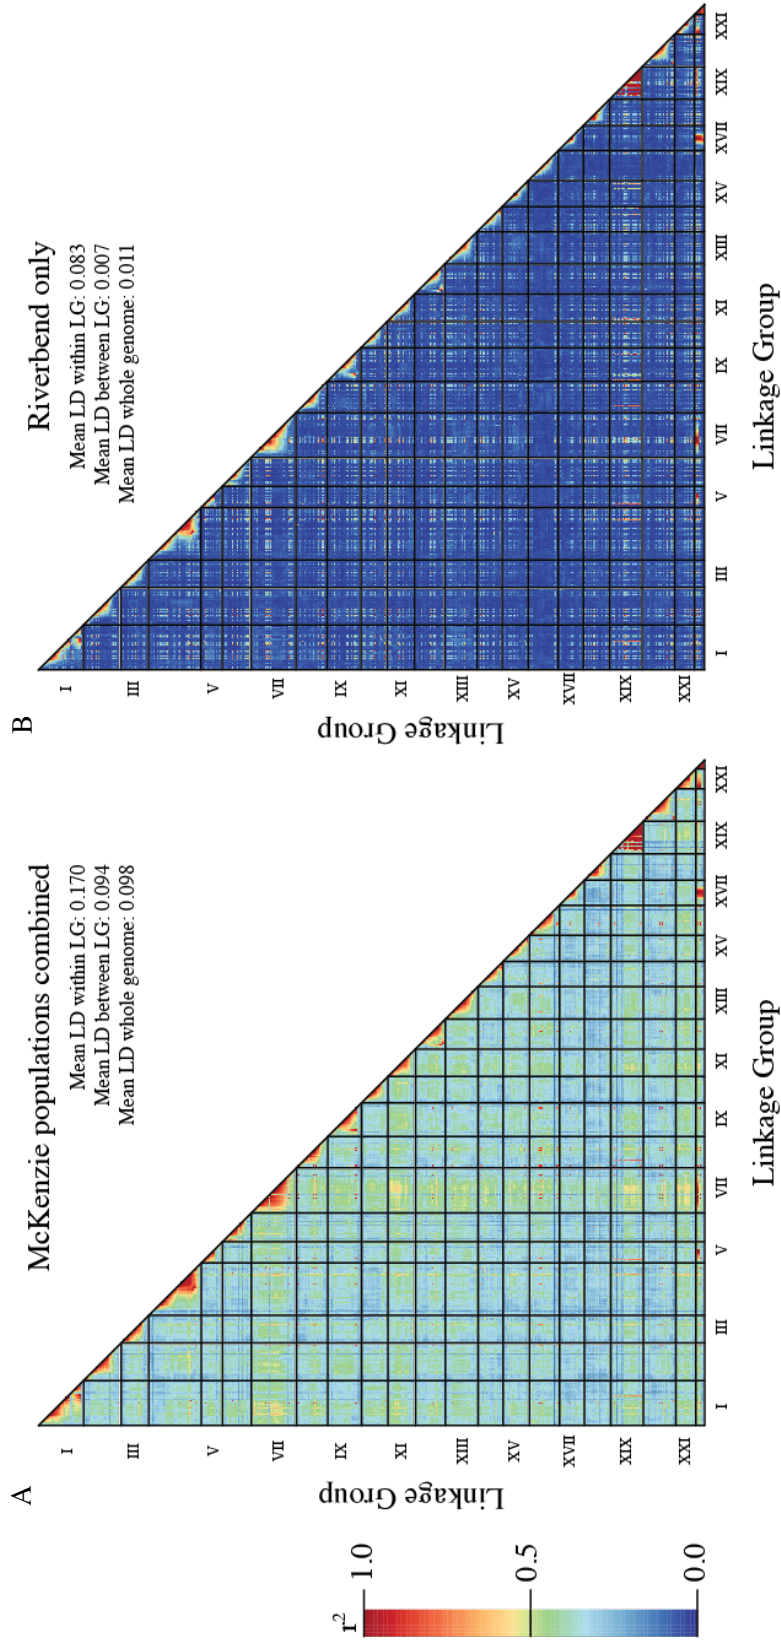 r²
1.0
0.5
0.0
A
McKenzie populations combined
Mean LD within LG: 0.170
Mean LD between LG: 0.094
Mean LD whole genome: 0.098
Linkage Group
I
III
V
VII
IX
XI
XIII
XV
XVII
XIX
XXI
I
III
V
VII
IX
XI
XIII
XV
XVII
XIX
XXI
Linkage Group
B
Riverbend only
Mean LD within LG: 0.083
Mean LD between LG: 0.007
Mean LD whole genome: 0.011
Linkage Group
I
III
V
VII
IX
XI
XIII
XV
XVII
XIX
XXI
I
III
V
VII
IX
XI
XIII
XV
XVII
XIX
XXI
Linkage Group